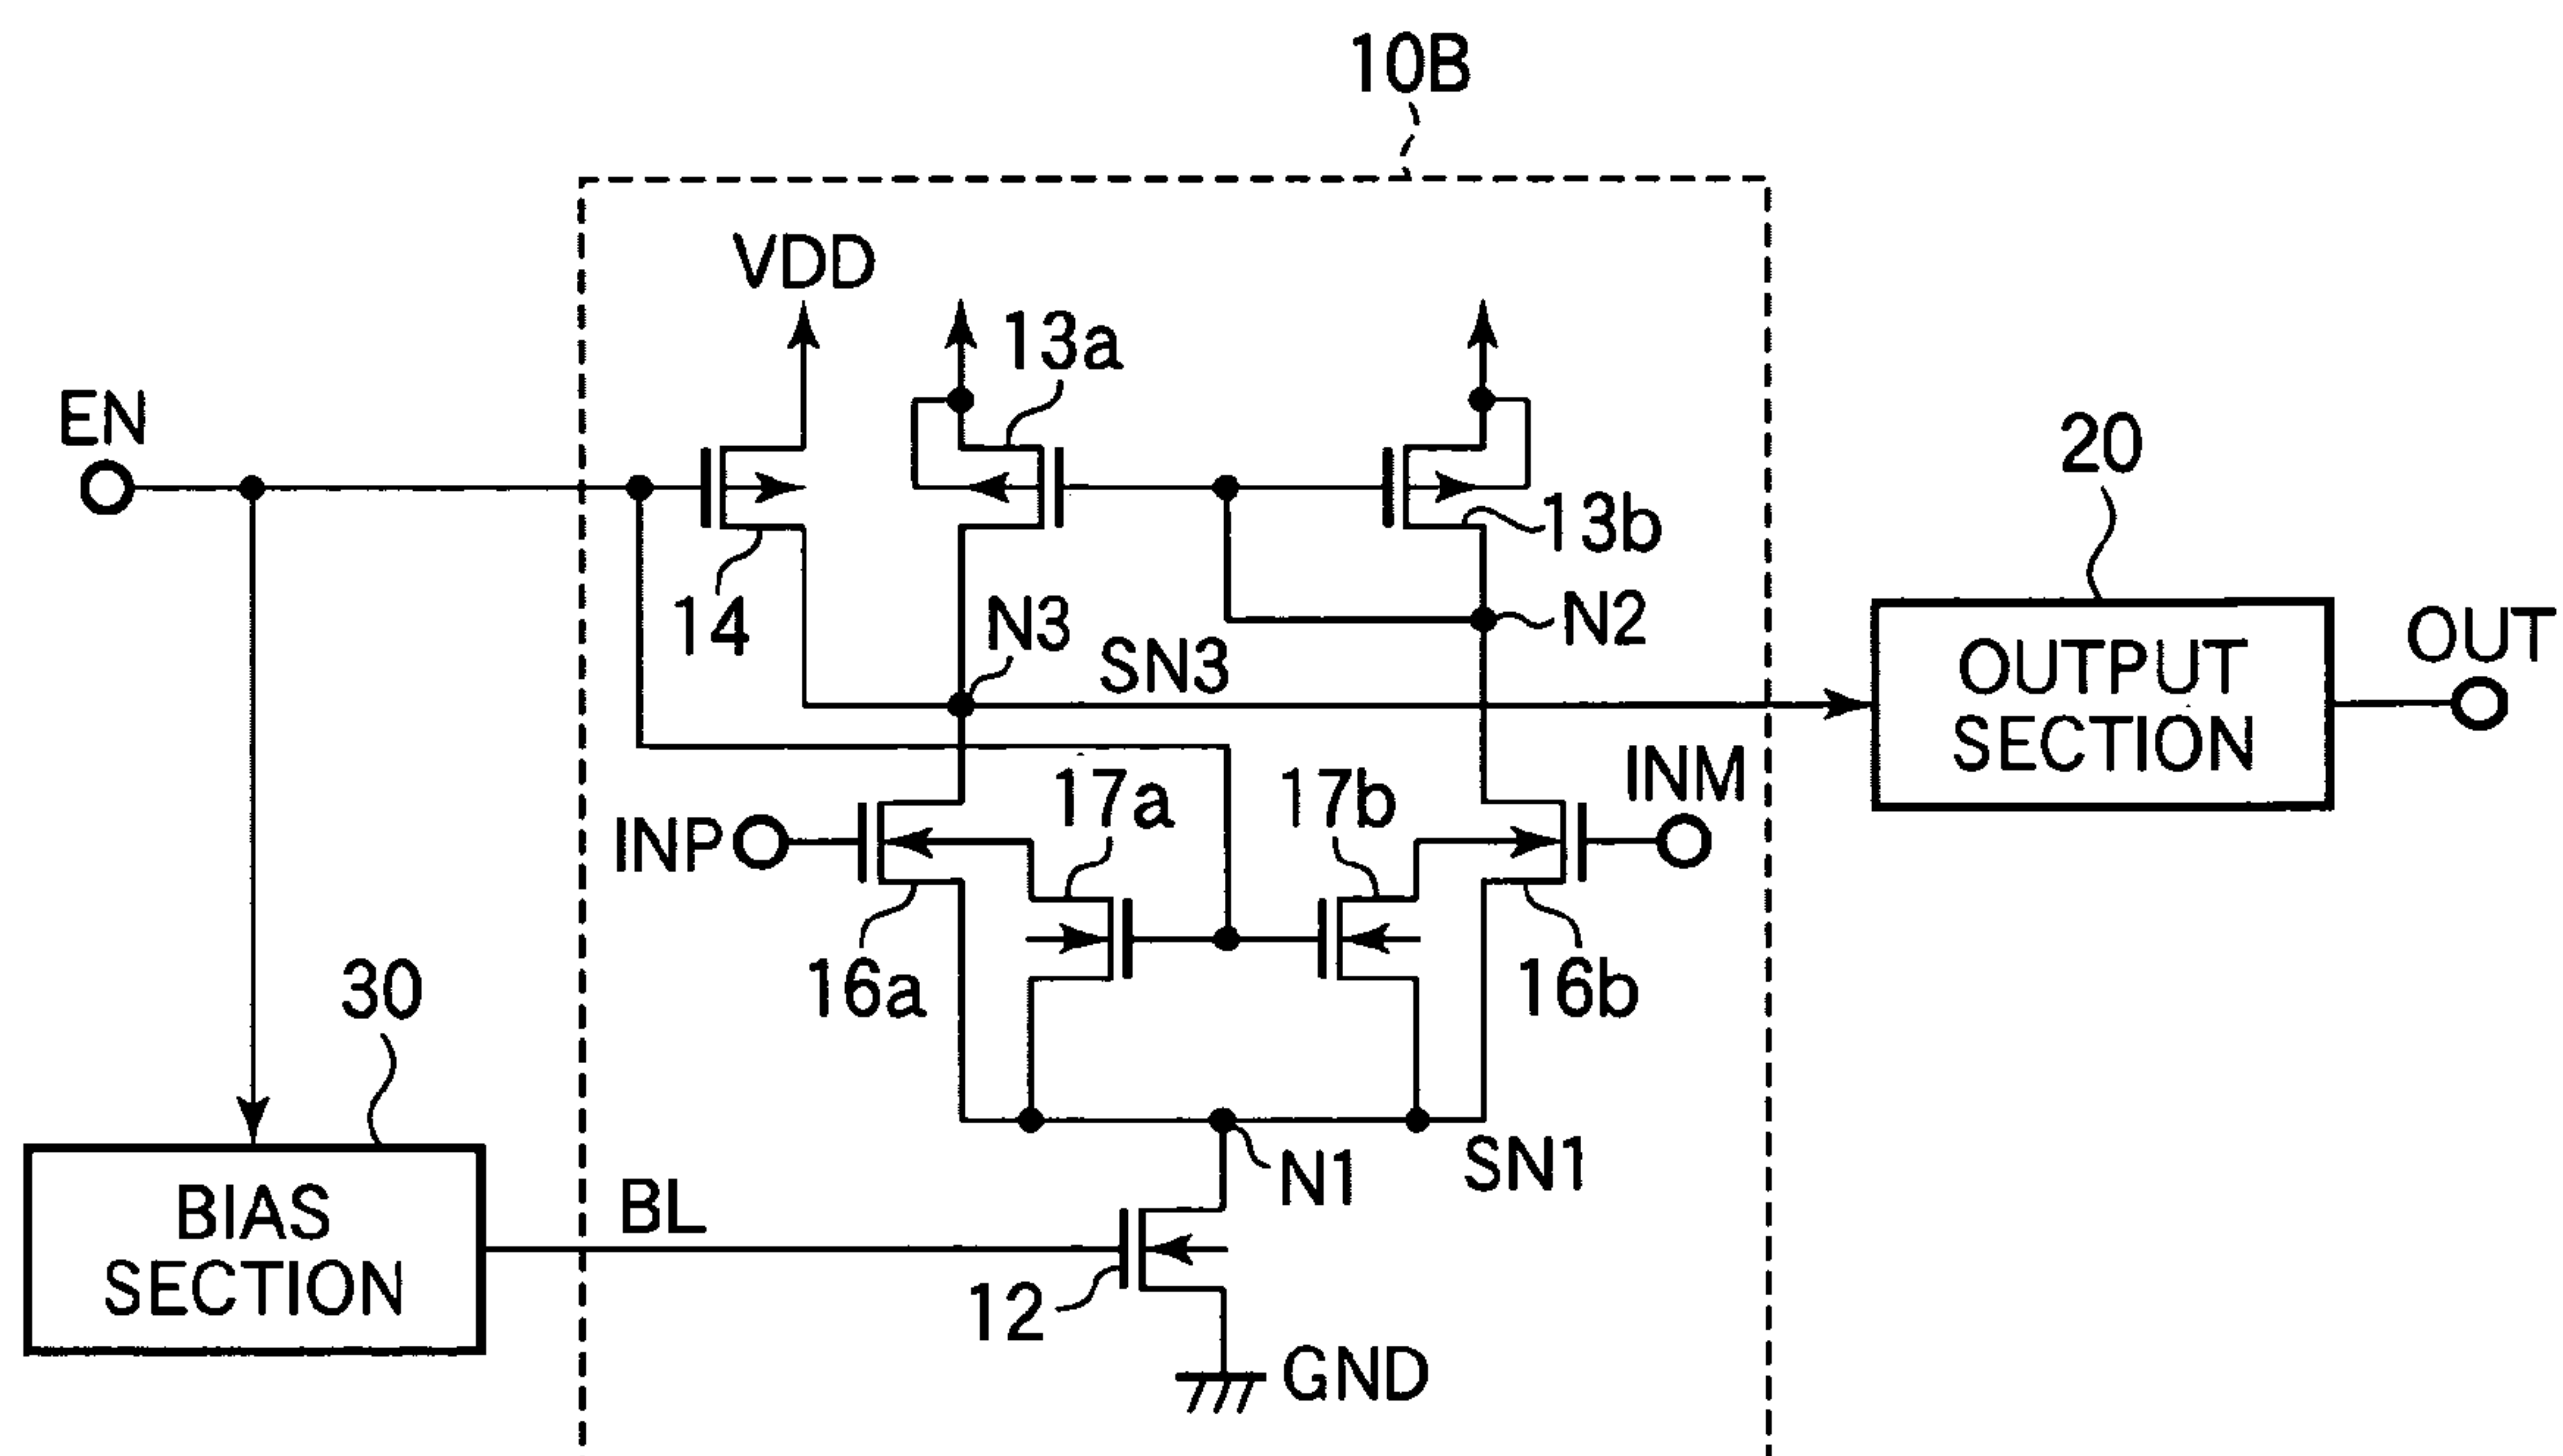 10B
VDD
13a
EN
13b
20
14
N3
SN3
N2
OUTPUT
SECTION
OUT
INP
17a
17b
INM
16a
16b
30
BIAS
SECTION
BL
N1
SN1
12
GND